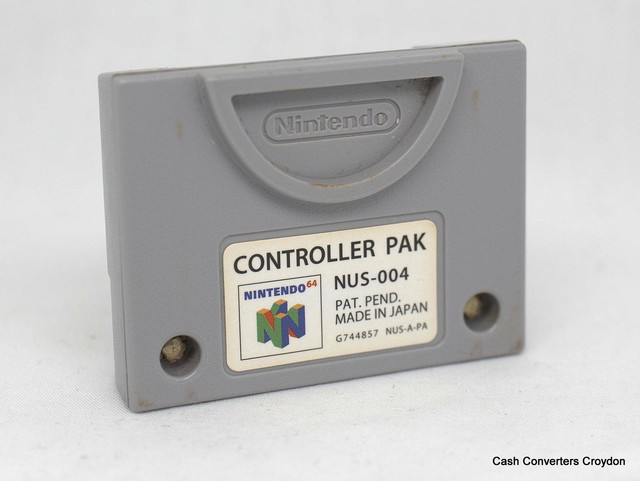 Nintendo
CONTROLLER PAK
NINTENDO64
NUS-004
PAT. PEND.
MADE IN JAPAN
G744857 NUS-A-PA
Cash Converters Croydon